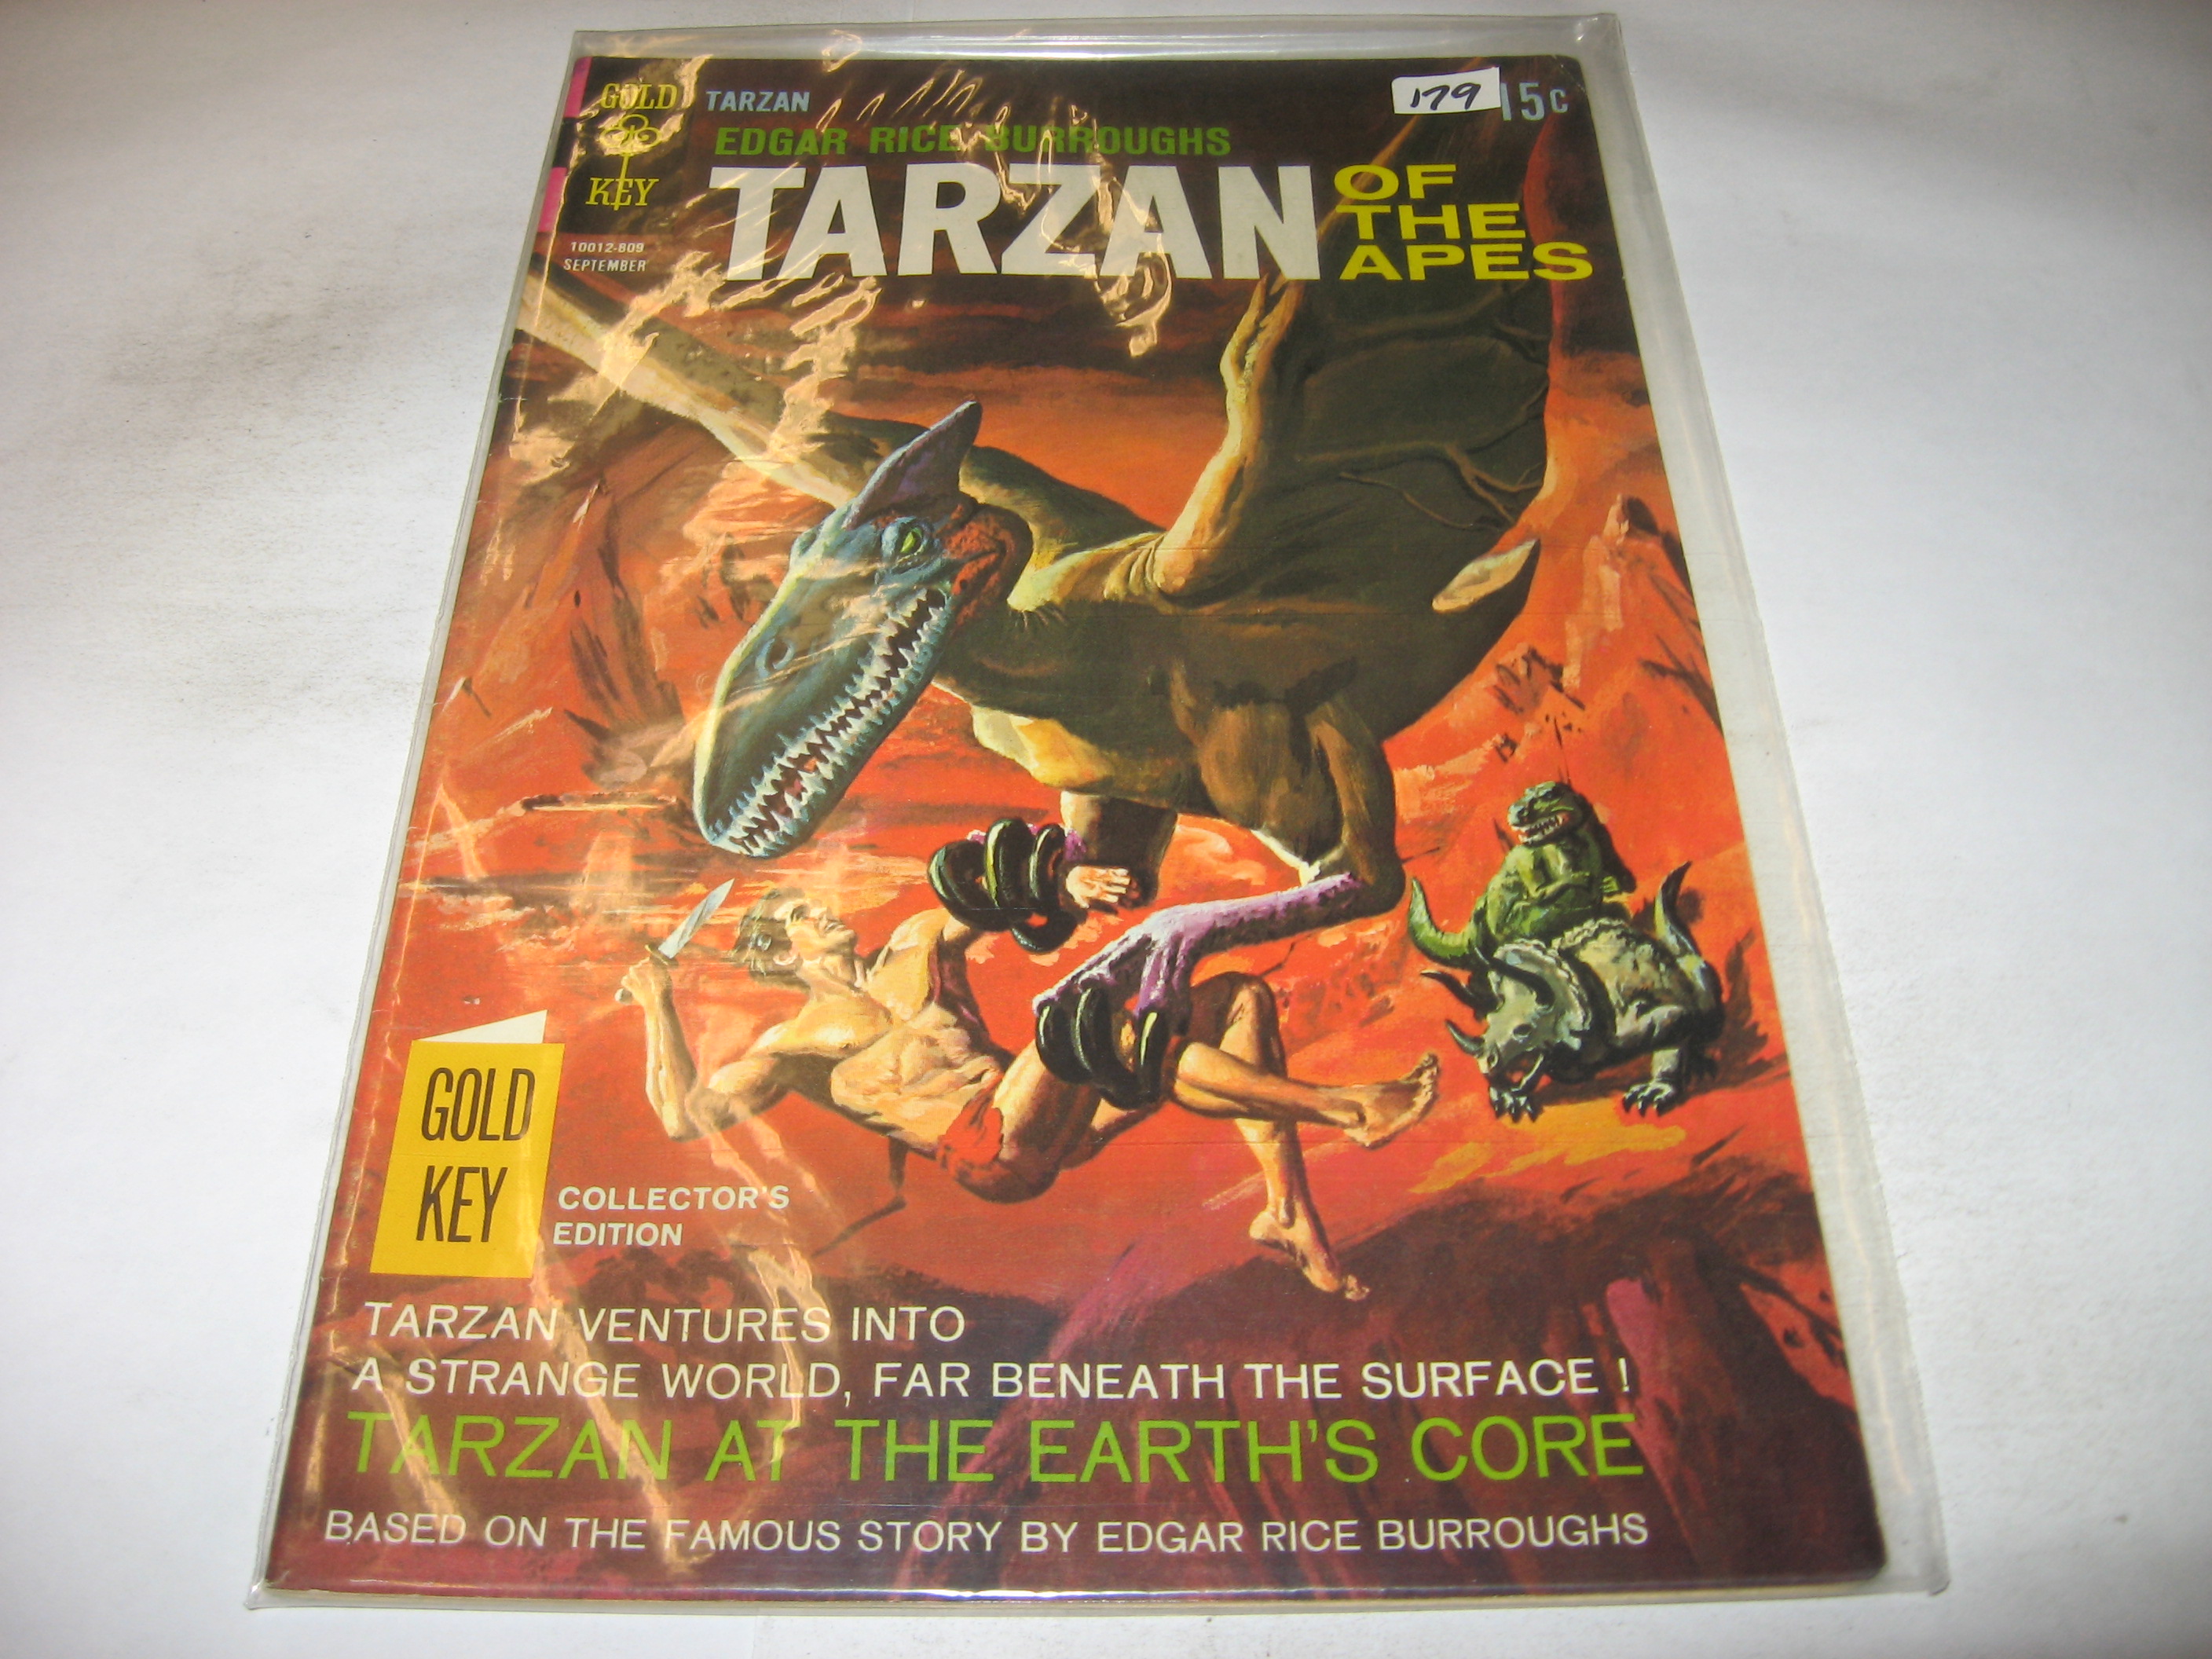 GOLD
KEY
TARZAN
179
15c
EDGAR RICE BURROUGHS
TARZAN OF
THE
APES
10012-809
SEPTEMBER
GOLD
KEY
COLLECTOR'S
EDITION
TARZAN VENTURES INTO
A STRANGE WORLD, FAR BENEATH THE SURFACE !
TARZAN AT THE EARTH'S CORE
BASED ON THE FAMOUS STORY BY EDGAR RICE BURROUGHS